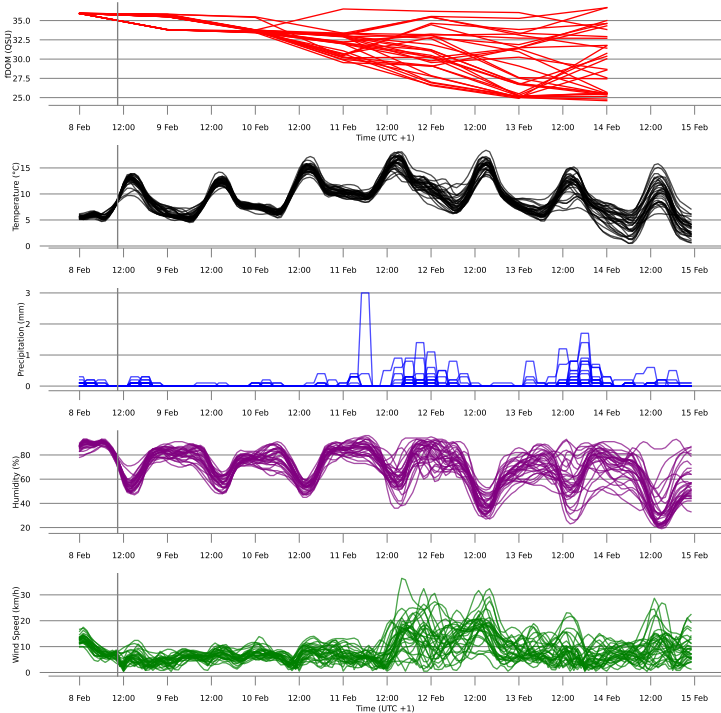 fDOM (QSU)
35.0
32.5
30.0
27.5
25.0
8 Feb 12:00 9 Feb 12:00 10 Feb 12:00 11 Feb 12:00 12 Feb 12:00 13 Feb 12:00 14 Feb 12:00 15 Feb
Time (UTC +1)
Temperature (°C)
15
10
5
0
8 Feb 12:00 9 Feb 12:00 10 Feb 12:00 11 Feb 12:00 12 Feb 12:00 13 Feb 12:00 14 Feb 12:00 15 Feb
Precipitation (mm)
3
2
1
0
8 Feb 12:00 9 Feb 12:00 10 Feb 12:00 11 Feb 12:00 12 Feb 12:00 13 Feb 12:00 14 Feb 12:00 15 Feb
Humidity (%)
80
60
40
20
8 Feb 12:00 9 Feb 12:00 10 Feb 12:00 11 Feb 12:00 12 Feb 12:00 13 Feb 12:00 14 Feb 12:00 15 Feb
Wind Speed (km/h)
30
20
10
0
8 Feb 12:00 9 Feb 12:00 10 Feb 12:00 11 Feb 12:00 12 Feb 12:00 13 Feb 12:00 14 Feb 12:00 15 Feb
Time (UTC +1)